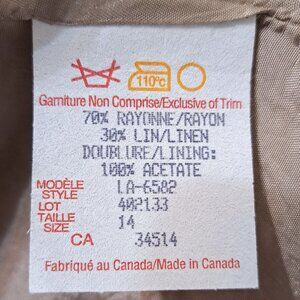 110°C
Garniture Non Comprise/Exclusive of Trim
70% RAYONNE/RAYON
30% LIN/LINEN
DOUBLURE/LINING:
100% ACETATE
MODÈLE
STYLE LA-6582
LOT 402133
TAILLE
SIZE 14
CA 34514
Fabriqué au Canada/Made in Canada